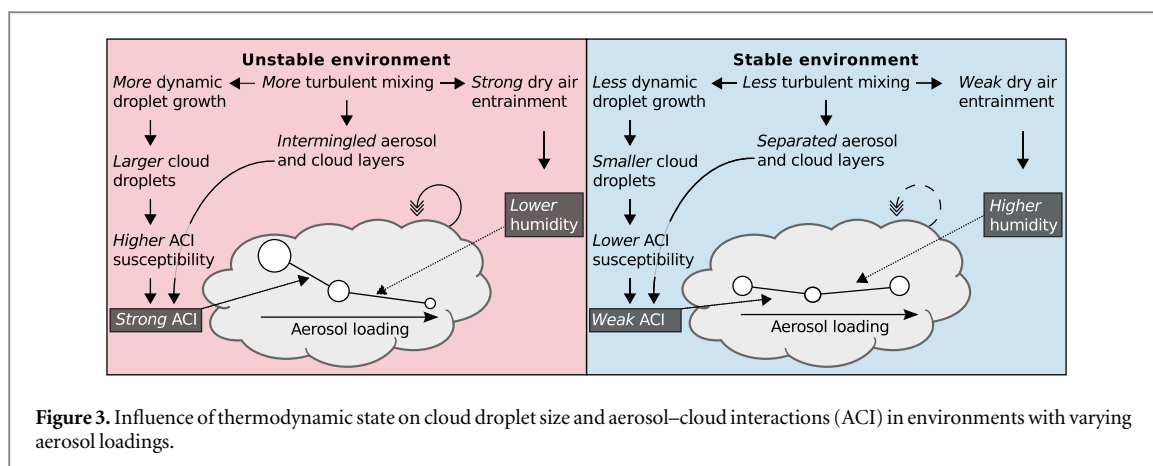 Unstable environment
More dynamic
droplet growth
More turbulent mixing
Strong dry air
entrainment
Intermingled aerosol
and cloud layers
Larger cloud
droplets
Lower
humidity
Higher ACI
susceptibility
Strong ACI
Aerosol loading
Stable environment
Less dynamic
droplet growth
Less turbulent mixing
Weak dry air
entrainment
Separated aerosol
and cloud layers
Smaller cloud
droplets
Higher
humidity
Lower ACI
susceptibility
Weak ACI
Aerosol loading
Figure 3. Influence of thermodynamic state on cloud droplet size and aerosol–cloud interactions (ACI) in environments with varying
aerosol loadings.